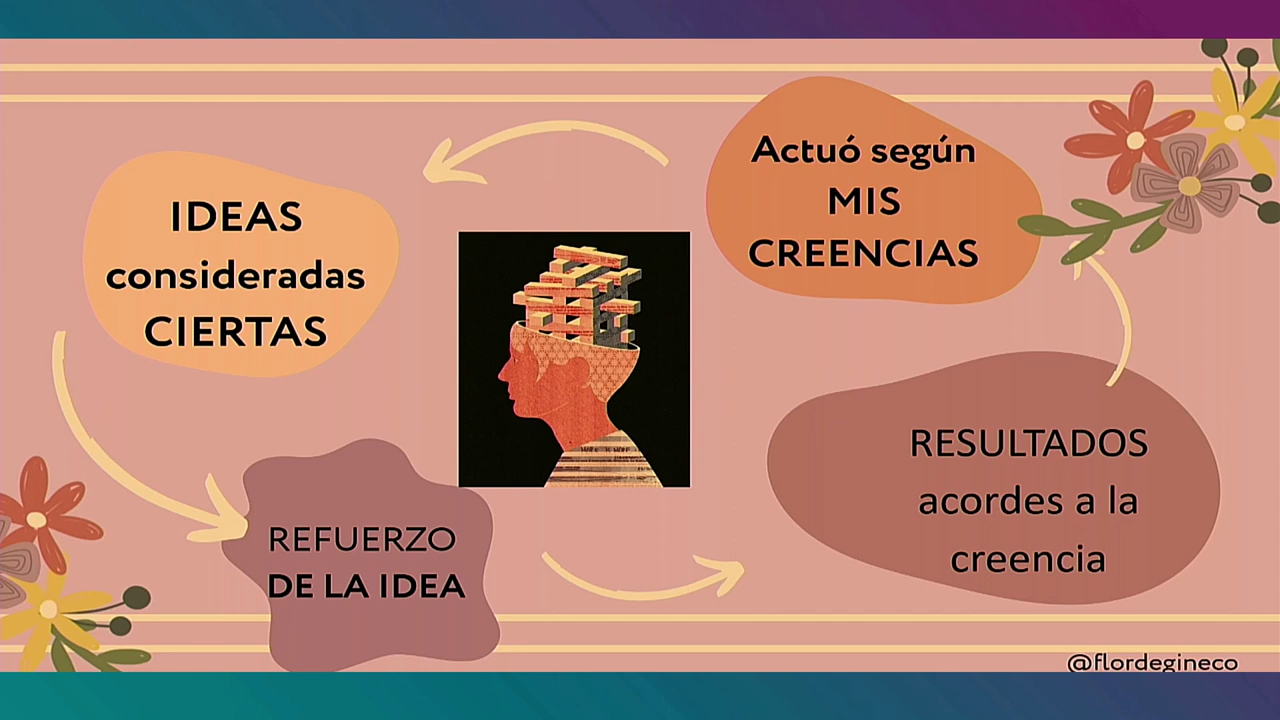 IDEAS
consideradas
CIERTAS
Actuó según
MIS
CREENCIAS
REFUERZO
DE LA IDEA
RESULTADOS
acordes a la
creencia
@flordegineco